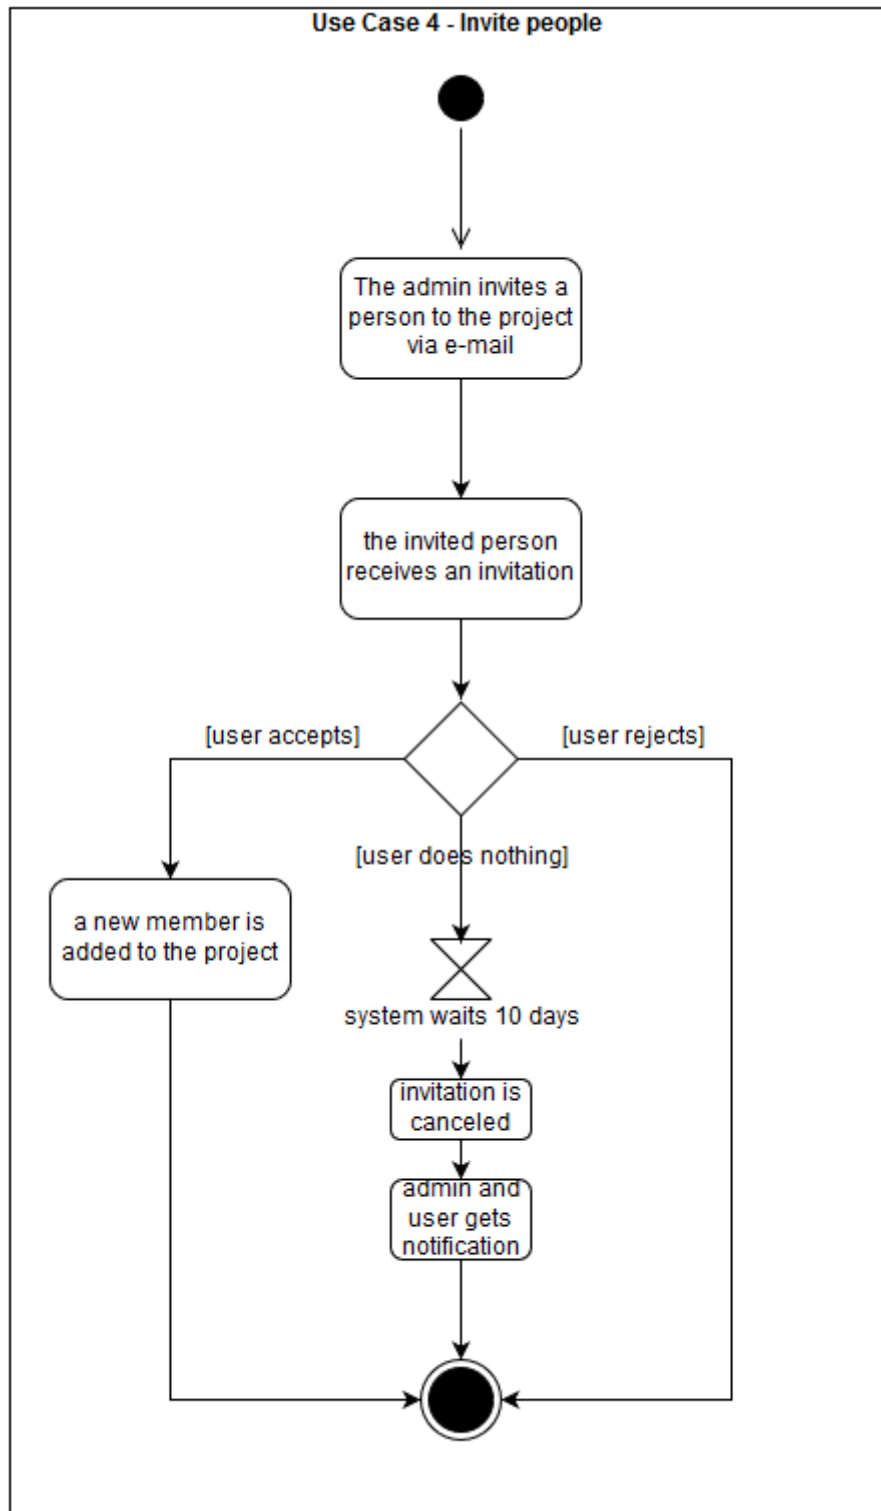 Use Case 4 - Invite people
The admin invites a
person to the project
via e-mail
the invited person
receives an invitation
[user accepts]
[user rejects]
[user does nothing]
a new member is
added to the project
system waits 10 days
invitation is
canceled
admin and
user gets
notification